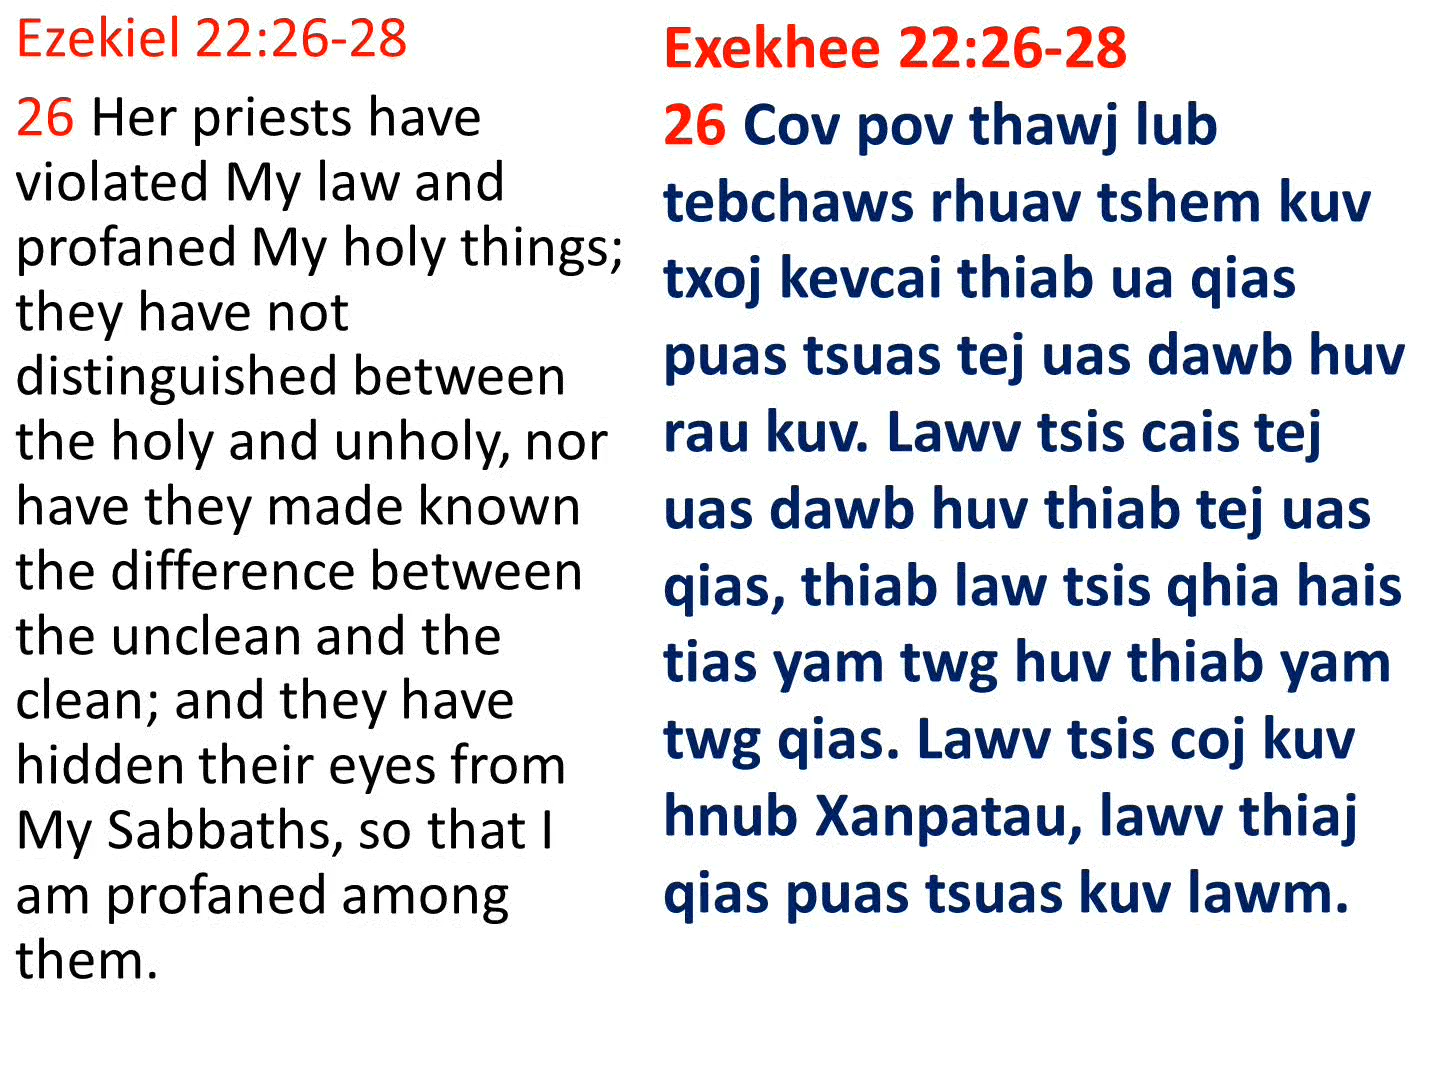 Ezekiel 22:26-28
26 Her priests have
violated My law and
profaned My holy things;
they have not
distinguished between
the holy and unholy, nor
have they made known
the difference between
the unclean and the
clean; and they have
hidden their eyes from
My Sabbaths, so that I
am profaned among
them.
Exekhee 22:26-28
26 Cov pov thawj lub
tebchaws rhuav tshem kuv
txoj kevcai thiab ua qias
puas tsuas tej uas dawb huv
rau kuv. Lawv tsis cais tej
uas dawb huv thiab tej uas
qias, thiab law tsis qhia hais
tias yam twg huv thiab yam
twg qias. Lawv tsis coj kuv
hnub Xanpatau, lawv thiaj
qias puas tsuas kuv lawm.